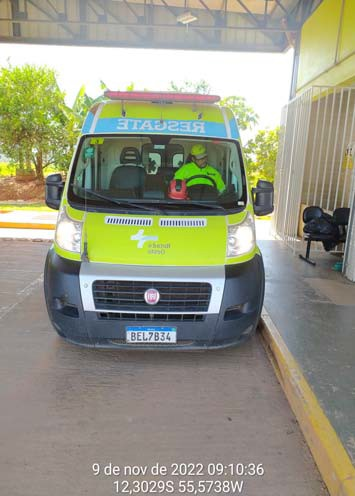 RESGATE
BEL7B34
9 de nov de 2022 09:10:36
12,3029S 55,5738W